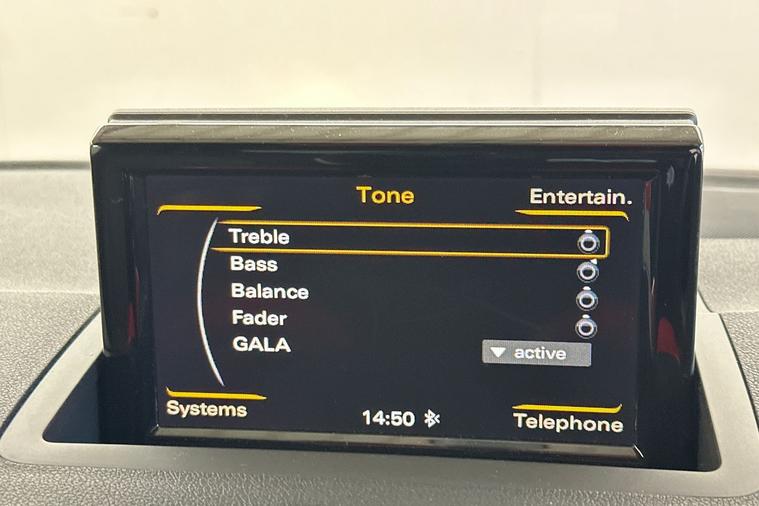 Tone
Entertain.
Treble
Bass
Balance
Fader
GALA
active
Systems
14:50
Telephone